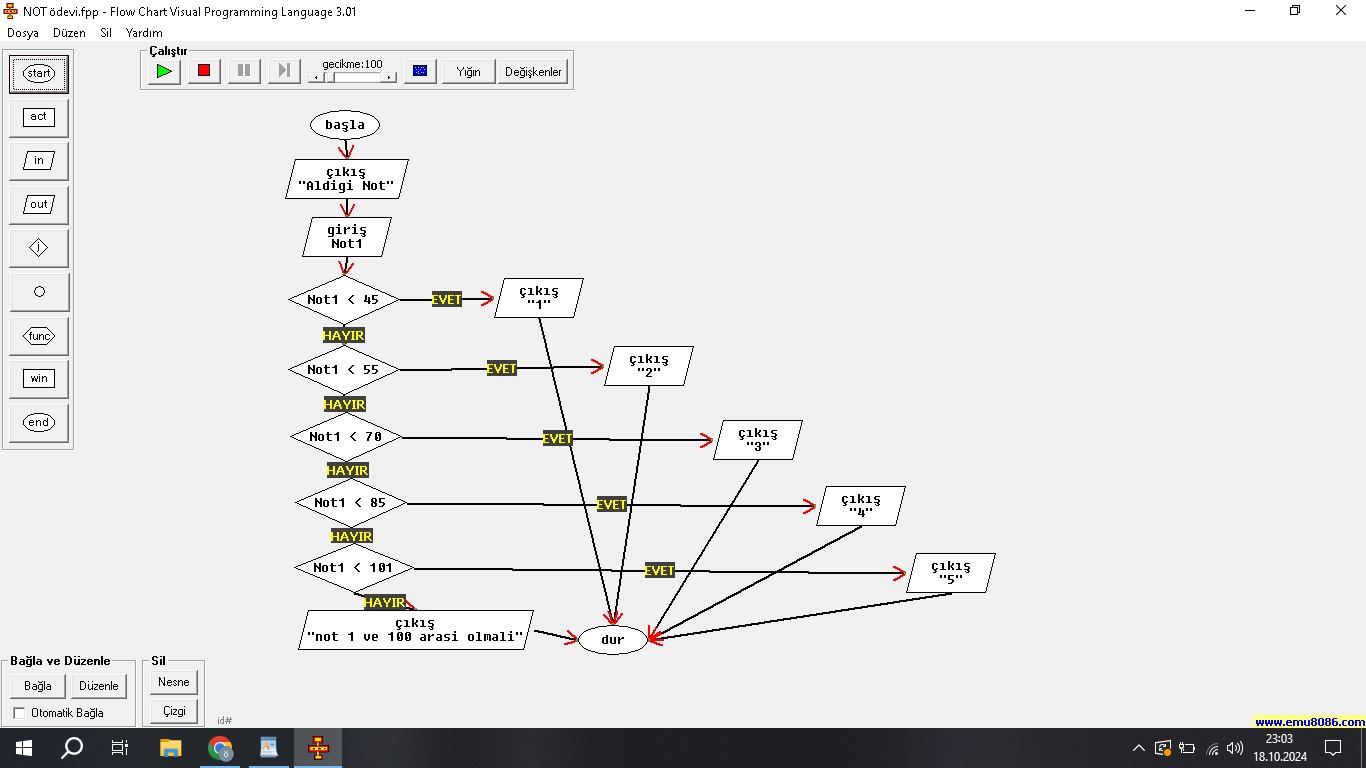 NOT ödevi.fpp - Flow Chart Visual Programming Language 3.01
Dosya Düzen Sil Yardım
Çalıştır
gecikme:100
Yığın
Değişkenler
start
act
in
out
j
func
win
end
başla
çıkış
"Aldigi Not"
giriş
Not1
Not1 < 45
EVET
çıkış
"1"
HAYIR
Not1 < 55
EVET
çıkış
"2"
HAYIR
Not1 < 70
EVET
çıkış
"3"
HAYIR
Not1 < 85
EVET
çıkış
"4"
HAYIR
Not1 < 101
EVET
çıkış
"5"
HAYIR
çıkış
"not 1 ve 100 arasi olmali"
dur
Bağla ve Düzenle
Bağla
Düzenle
Otomatik Bağla
Sil
Nesne
Çizgi
id#
www.emu8086.com
23:03
18.10.2024